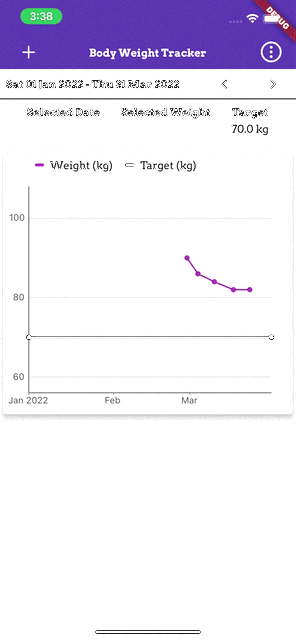 3:38
DEBUG
Body Weight Tracker
Sat 01 Jan 2022 - Thu 31 Mar 2022
Selected Date Selected Weight Target
70.0 kg
Weight (kg) Target (kg)
100
80
60
Jan 2022 Feb Mar